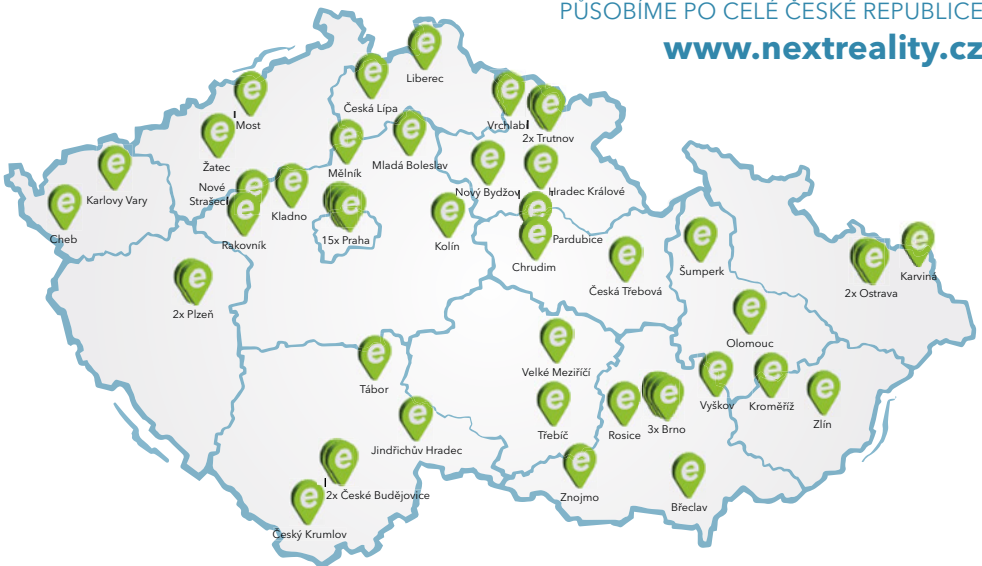 PŮSOBÍME PO CELÉ ČESKÉ REPUBLICE
www.nextreality.cz
Liberec
Česká Lípa
Most
Vrchlabí
2x Trutnov
Žatec
Mělník
Mladá Boleslav
Karlovy Vary
Nové
Strašecí
Kladno
Nový Bydžov
Hradec Králové
Cheb
Rakovník
15x Praha
Kolín
Pardubice
Chrudim
Šumperk
Karviná
Česká Třebová
2x Ostrava
2x Plzeň
Olomouc
Velké Meziříčí
Tábor
Vyškov
Kroměříž
Třebíč
Rosice
3x Brno
Zlín
Jindřichův Hradec
2x České Budějovice
Znojmo
Břeclav
Český Krumlov